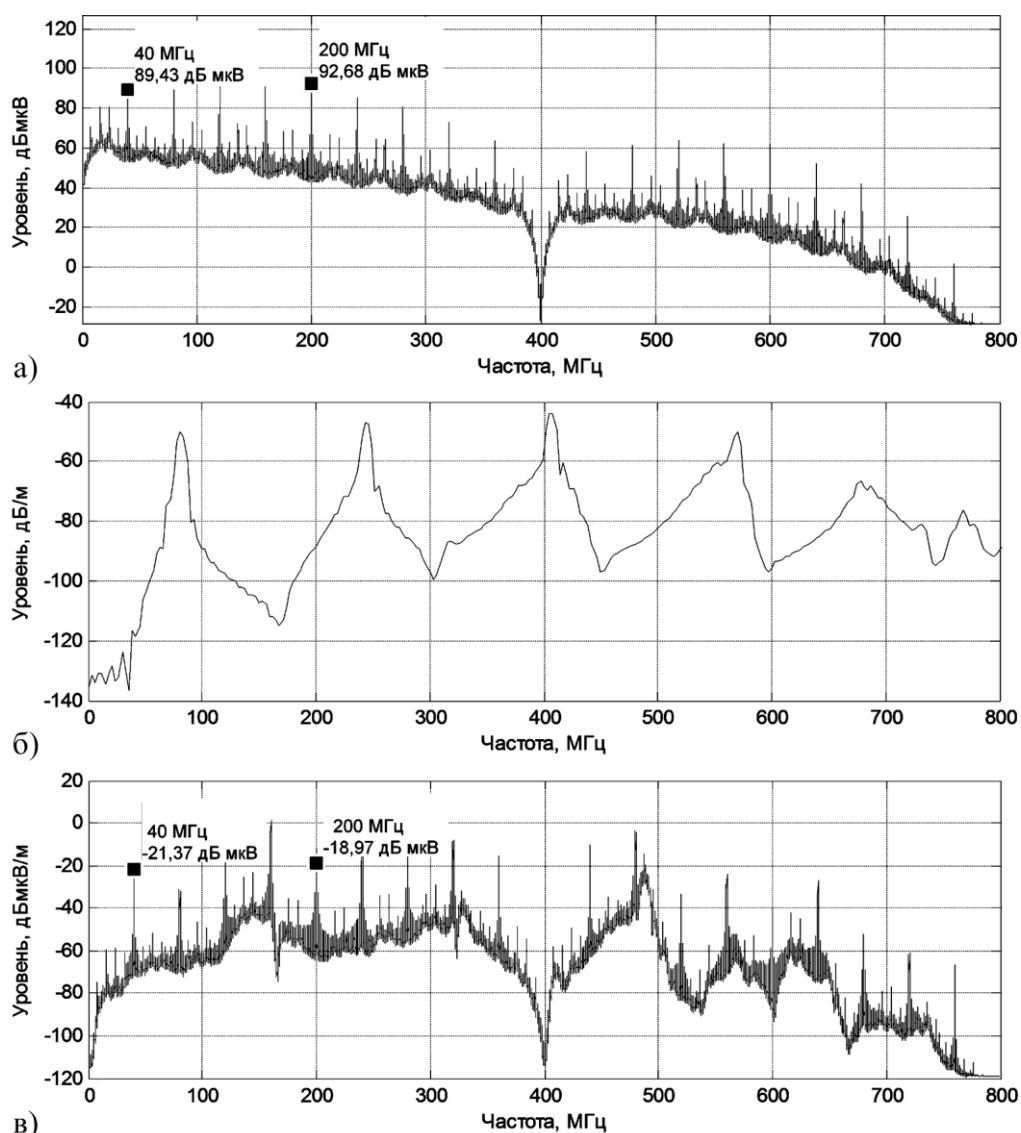 120
100
80
60
40
20
0
-20
Уровень, дБмкВ
40 МГц
89,43 дБ мкВ
200 МГц
92,68 дБ мкВ
0 100 200 300 400 500 600 700 800
Частота, МГц
а)
-40
-60
-80
-100
-120
-140
Уровень, дБ/м
0 100 200 300 400 500 600 700 800
Частота, МГц
б)
20
0
-20
-40
-60
-80
-100
-120
Уровень, дБмкВ/м
40 МГц
-21,37 дБ мкВ
200 МГц
-18,97 дБ мкВ
0 100 200 300 400 500 600 700 800
Частота, МГц
в)